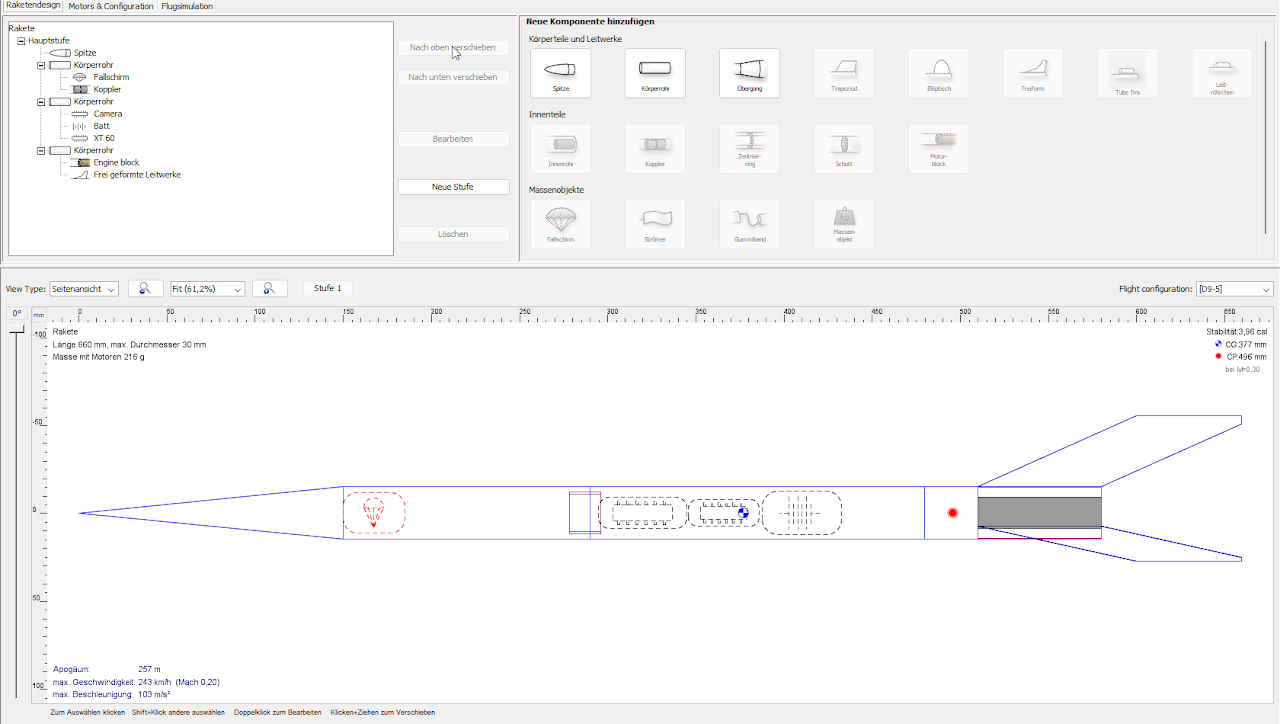 Raketendesign Motors & Configuration Flugsimulation
Rakete
Hauptstufe
Spitze
Körperrohr
Fallschirm
Koppler
Körperrohr
Camera
Batt
XT 60
Körperrohr
Engine block
Frei geformte Leitwerke
Nach oben verschieben
Nach unten verschieben
Bearbeiten
Neue Stufe
Löschen
Neue Komponente hinzufügen
Körperteile und Leitwerke
Spitze Körperrohr Übergang Trapeziod Elliptisch Freiform Tube fins Leit-
röhrchen
Innenteile
Innenrohr Koppler Zentrier-
ring Schott Motor-
block
Massenobjekte
Fallschirm Strömer Gummiband Massen-
objekt
View Type: Seitenansicht Fit (61,2%) Stufe 1 Flight configuration: [D9-5]
0° mm 0 50 100 150 200 250 300 350 400 450 500 550 600 650
-100
-50
0
50
100
Rakete
Länge 660 mm, max. Durchmesser 30 mm
Masse mit Motoren 216 g
Stabilität:3,96 cal
CG:377 mm
CP:496 mm
bei M=0,30
Apogäum: 257 m
max. Geschwindigkeit: 243 km/h (Mach 0,20)
max. Beschleunigung: 103 m/s²
Zum Auswählen klicken Shift+Klick andere auswählen Doppelklick zum Bearbeiten Klicken+Ziehen zum Verschieben